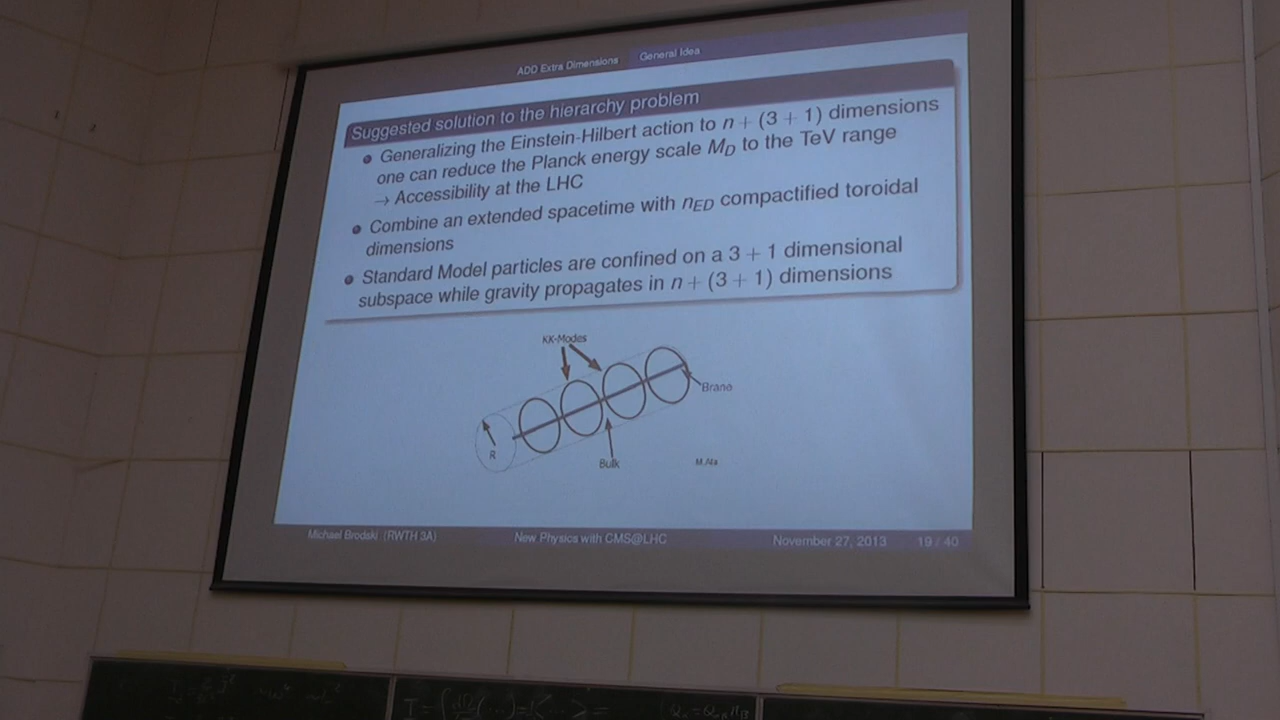 ADD Extra Dimensions General Idea
Suggested solution to the hierarchy problem
Generalizing the Einstein-Hilbert action to n + (3 + 1) dimensions
one can reduce the Planck energy scale M_D to the TeV range
→ Accessibility at the LHC
Combine an extended spacetime with n_ED compactified toroidal
dimensions
Standard Model particles are confined on a 3 + 1 dimensional
subspace while gravity propagates in n + (3 + 1) dimensions
KK-Modes
Brane
R
Bulk
Michael Brodski (RWTH 3A) New Physics with CMS@LHC November 27, 2013 19 / 40